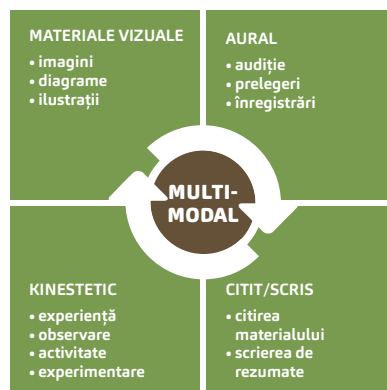 MATERIALE VIZUALE
• imagini
• diagrame
• ilustrații
AURAL
• audiție
• prelegeri
• înregistrări
MULTI-
MODAL
KINESTETIC
• experiență
• observare
• activitate
• experimentare
CITIT/SCRIS
• citirea
materialului
• scrierea de
rezumate